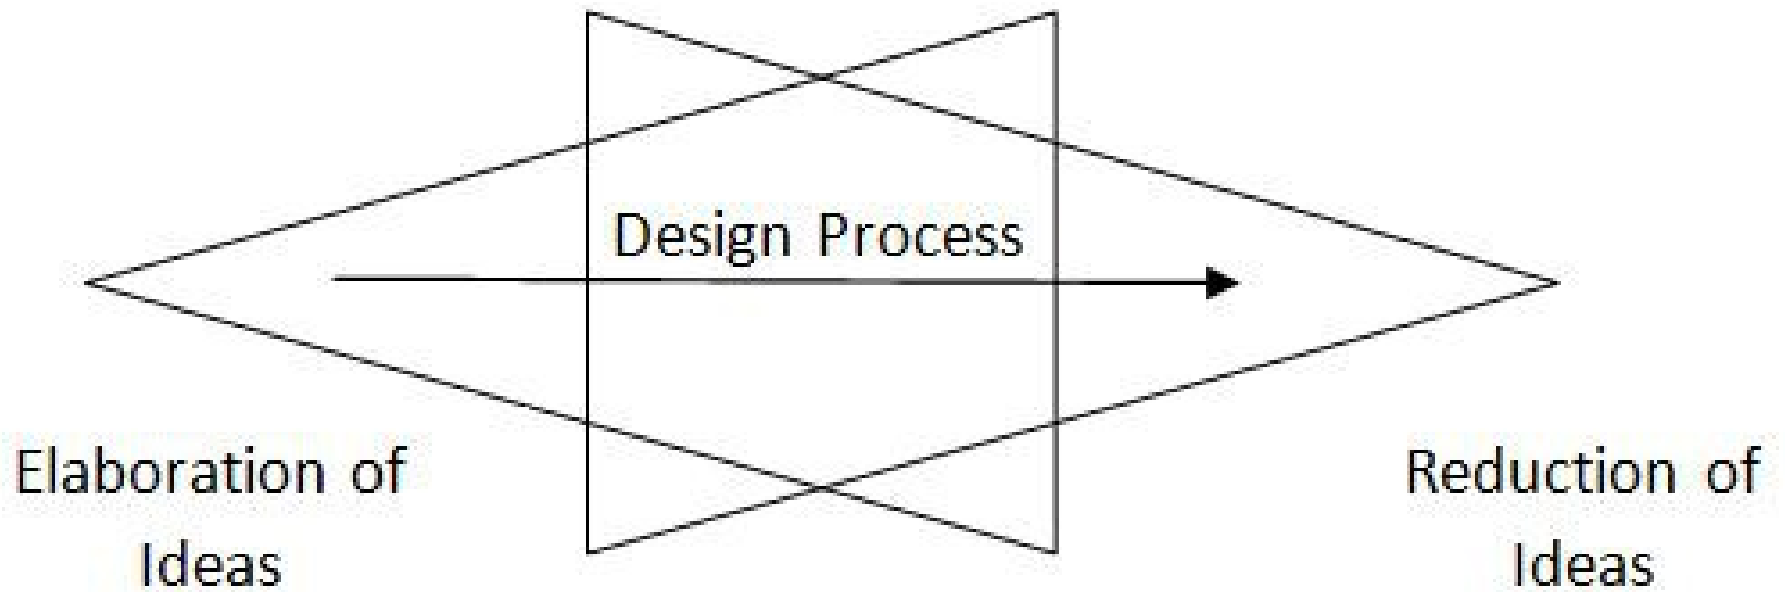 Design Process
Elaboration of
Ideas
Reduction of
Ideas